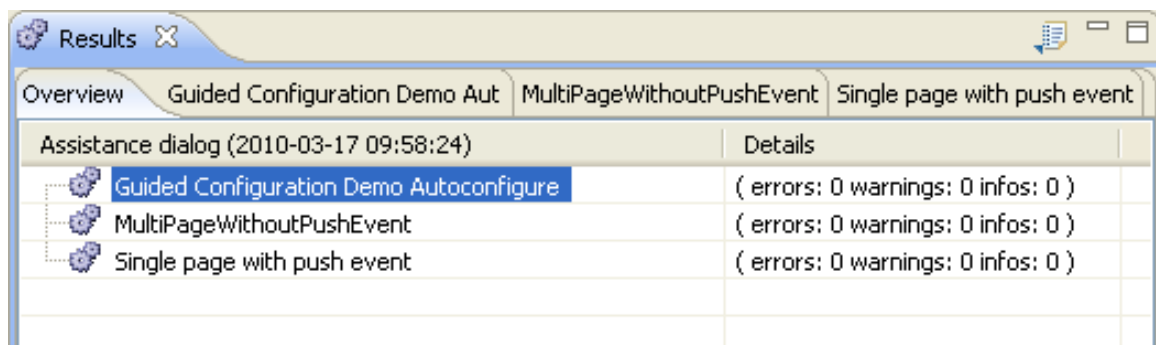 Results
Overview Guided Configuration Demo Aut MultiPageWithoutPushEvent Single page with push event
Assistance dialog (2010-03-17 09:58:24) Details
Guided Configuration Demo Autoconfigure ( errors: 0 warnings: 0 infos: 0 )
MultiPageWithoutPushEvent ( errors: 0 warnings: 0 infos: 0 )
Single page with push event ( errors: 0 warnings: 0 infos: 0 )